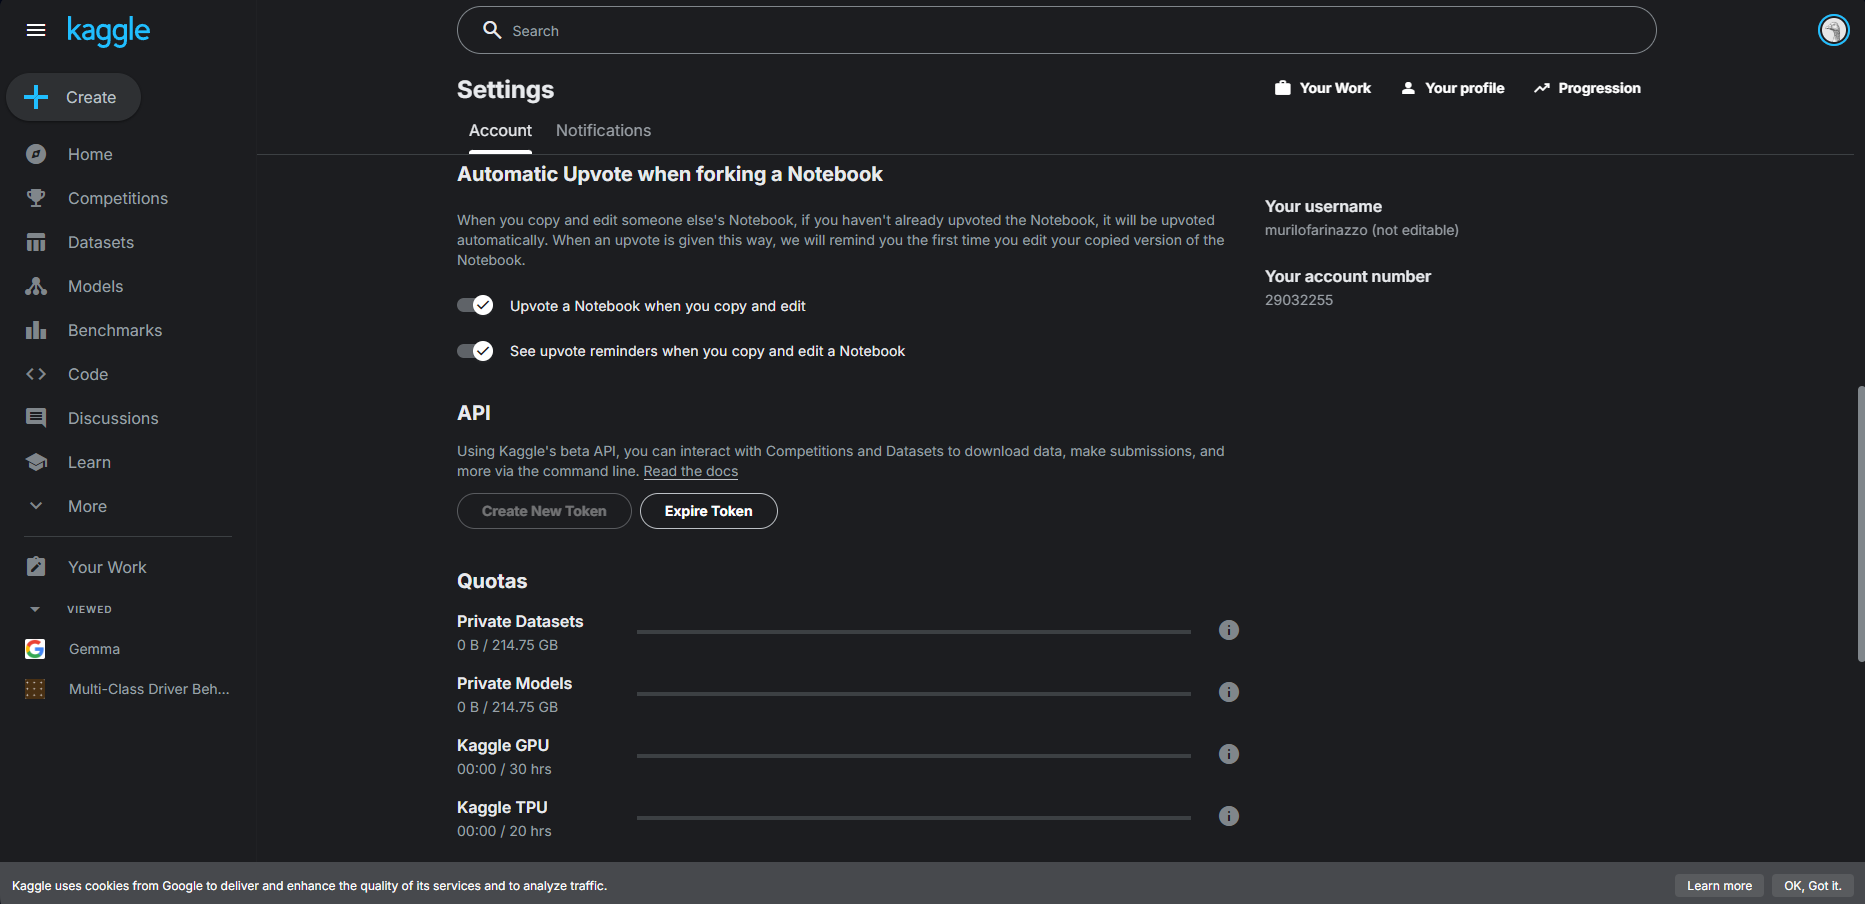 kaggle
Search
Create
Home
Competitions
Datasets
Models
Benchmarks
Code
Discussions
Learn
More
Your Work
VIEWED
Gemma
Multi-Class Driver Beh...
Settings
Your Work
Your profile
Progression
Account
Notifications
Automatic Upvote when forking a Notebook
When you copy and edit someone else's Notebook, if you haven't already upvoted the Notebook, it will be upvoted
automatically. When an upvote is given this way, we will remind you the first time you edit your copied version of the
Notebook.
Upvote a Notebook when you copy and edit
See upvote reminders when you copy and edit a Notebook
API
Using Kaggle's beta API, you can interact with Competitions and Datasets to download data, make submissions, and
more via the command line. Read the docs
Create New Token
Expire Token
Quotas
Private Datasets
0 B / 214.75 GB
Private Models
0 B / 214.75 GB
Kaggle GPU
00:00 / 30 hrs
Kaggle TPU
00:00 / 20 hrs
Your username
murilofarinazzo (not editable)
Your account number
29032255
Kaggle uses cookies from Google to deliver and enhance the quality of its services and to analyze traffic.
Learn more
OK, Got it.